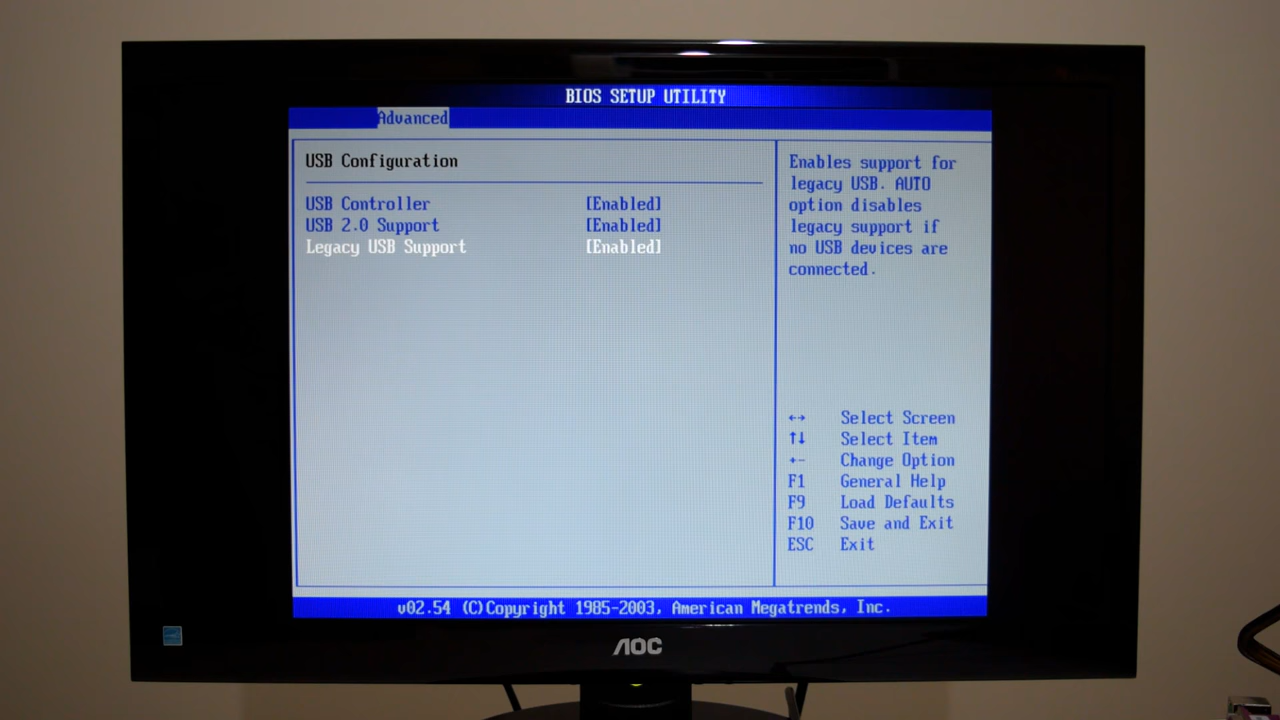 BIOS SETUP UTILITY
Advanced
USB Configuration
USB Controller [Enabled]
USB 2.0 Support [Enabled]
Legacy USB Support [Enabled]
Enables support for
legacy USB. AUTO
option disables
legacy support if
no USB devices are
connected.
↔ Select Screen
↑↓ Select Item
+- Change Option
F1 General Help
F9 Load Defaults
F10 Save and Exit
ESC Exit
v02.54 (C)Copyright 1985-2003, American Megatrends, Inc.
AOC